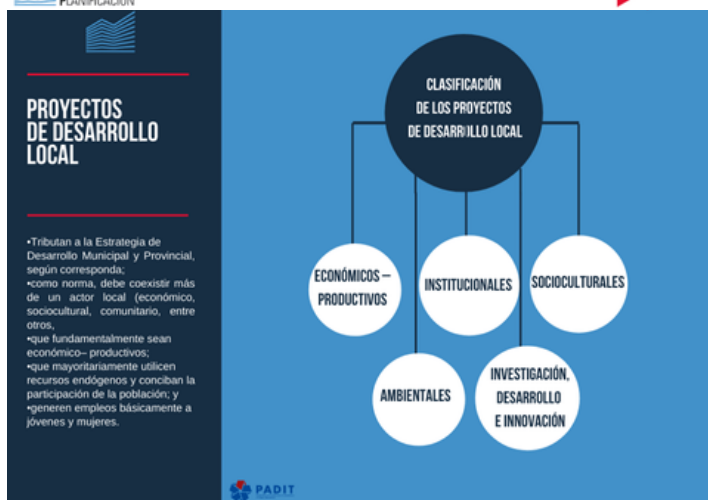 PLANIFICACIÓN
PROYECTOS
DE DESARROLLO
LOCAL
•Tributan a la Estrategia de
Desarrollo Municipal y Provincial,
según corresponda;
•como norma, debe coexistir más
de un actor local (económico,
sociocultural, comunitario, entre
otros,
•que fundamentalmente sean
económico– productivos;
•que mayoritariamente utilicen
recursos endógenos y conciban la
participación de la población; y
•generen empleos básicamente a
jóvenes y mujeres.
CLASIFICACIÓN
DE LOS PROYECTOS
DE DESARROLLO LOCAL
ECONÓMICOS –
PRODUCTIVOS
INSTITUCIONALES
SOCIOCULTURALES
AMBIENTALES
INVESTIGACIÓN,
DESARROLLO
E INNOVACIÓN
PADIT